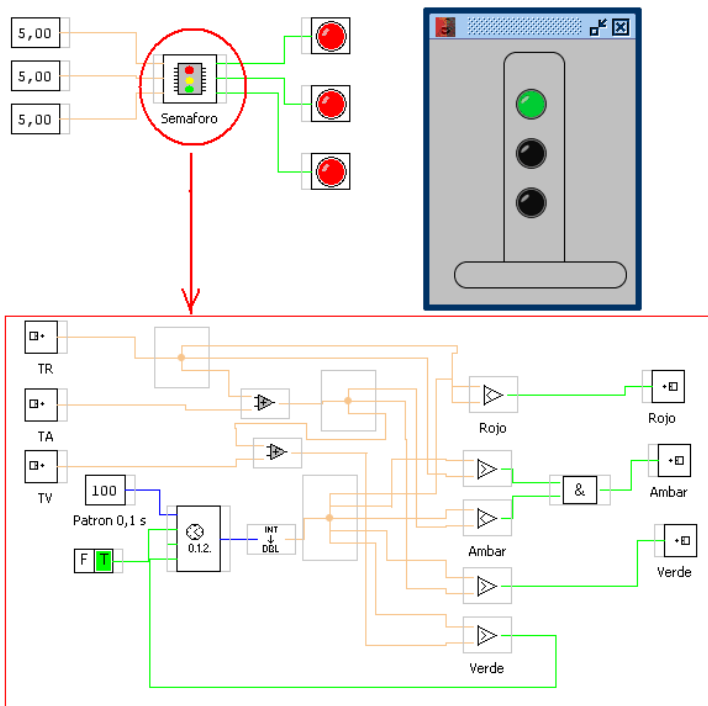 5,00
5,00
5,00
Semaforo
TR
TA
TV
100
Patron 0,1 s
F T
0.1.2.
INT
DBL
Rojo
Ambar
Verde
&
Rojo
Ambar
Verde